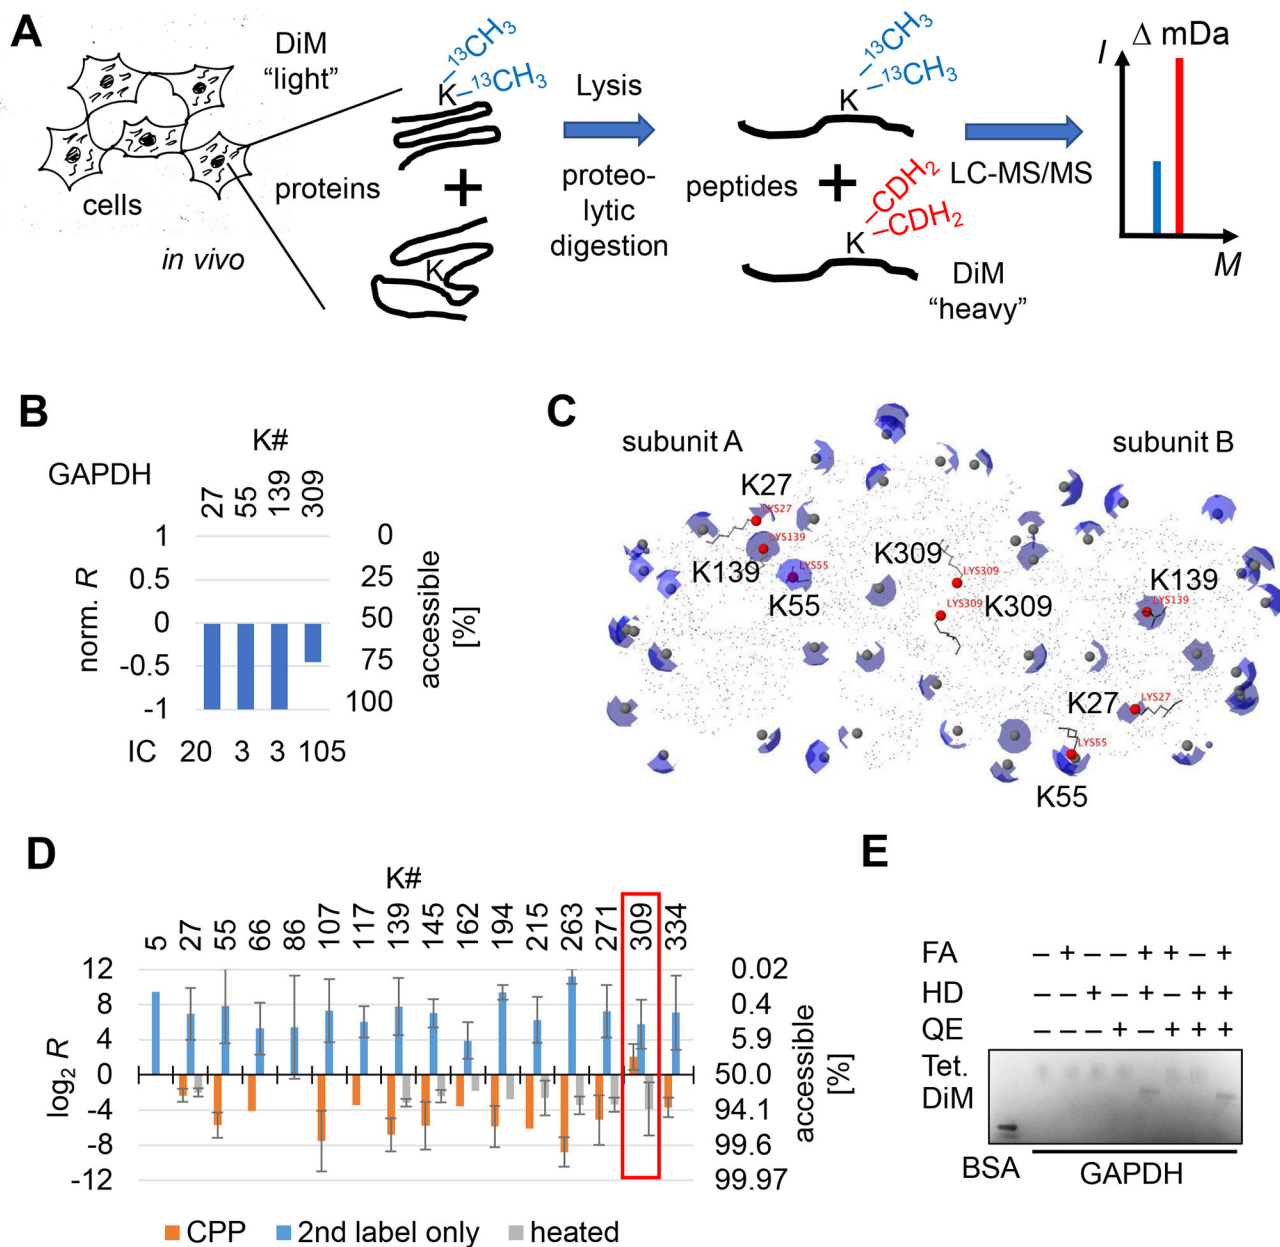 A
DiM
“light”
cells
in vivo
proteins
–¹³CH₃
–¹³CH₃
K
+
K
Lysis
proteo-
lytic
digestion
–¹³CH₃
–¹³CH₃
K
peptides
+
–CDH₂
–CDH₂
K
DiM
“heavy”
LC-MS/MS
Δ mDa
I
M
B
K#
GAPDH
27 55 139 309
1 0
0.5 25
0 50
-0.5 75
-1 100
norm. R
accessible
[%]
IC 20 3 3 105
C
subunit A
subunit B
K27
LYS27
LYS139
K139
LYS55
K55
K309
LYS309
LYS309
K309
K139
LYS139
K27
LYS27
LYS55
K55
D
K#
5 27 55 66 86 107 117 139 145 162 194 215 263 271 309 334
12 0.02
8 0.4
4 5.9
0 50.0
-4 94.1
-8 99.6
-12 99.97
log₂ R
accessible
[%]
CPP 2nd label only heated
E
FA – + – – + + – +
HD – – + – + – + +
QE – – – + – + + +
Tet.
DiM
BSA
GAPDH